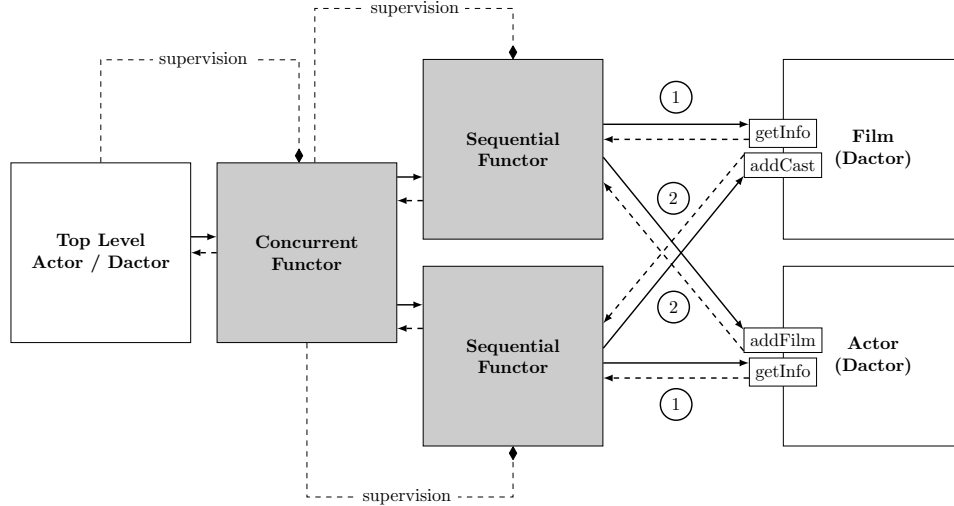 supervision
supervision
Top Level
Actor / Dactor
Concurrent
Functor
Sequential
Functor
Sequential
Functor
1
2
2
1
getInfo
addCast
Film
(Dactor)
addFilm
getInfo
Actor
(Dactor)
supervision